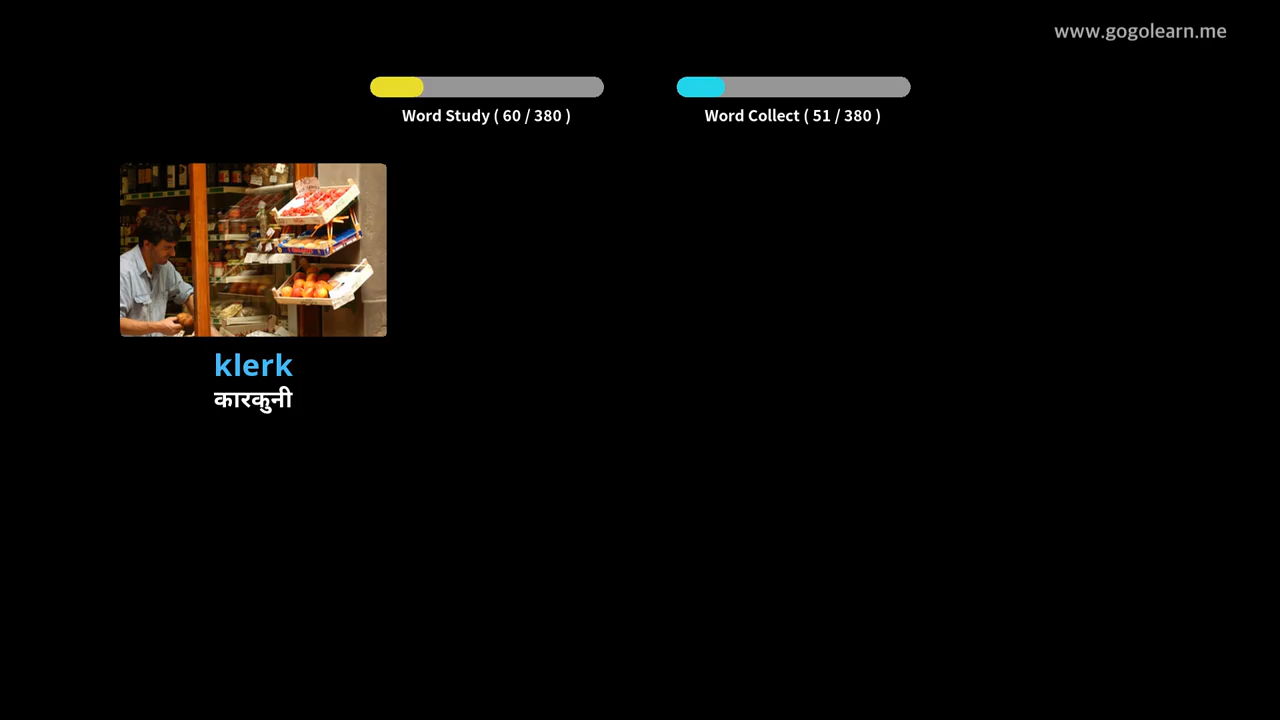 www.gogolearn.me
Word Study ( 60 / 380 )
Word Collect ( 51 / 380 )
klerk
कारकुनी